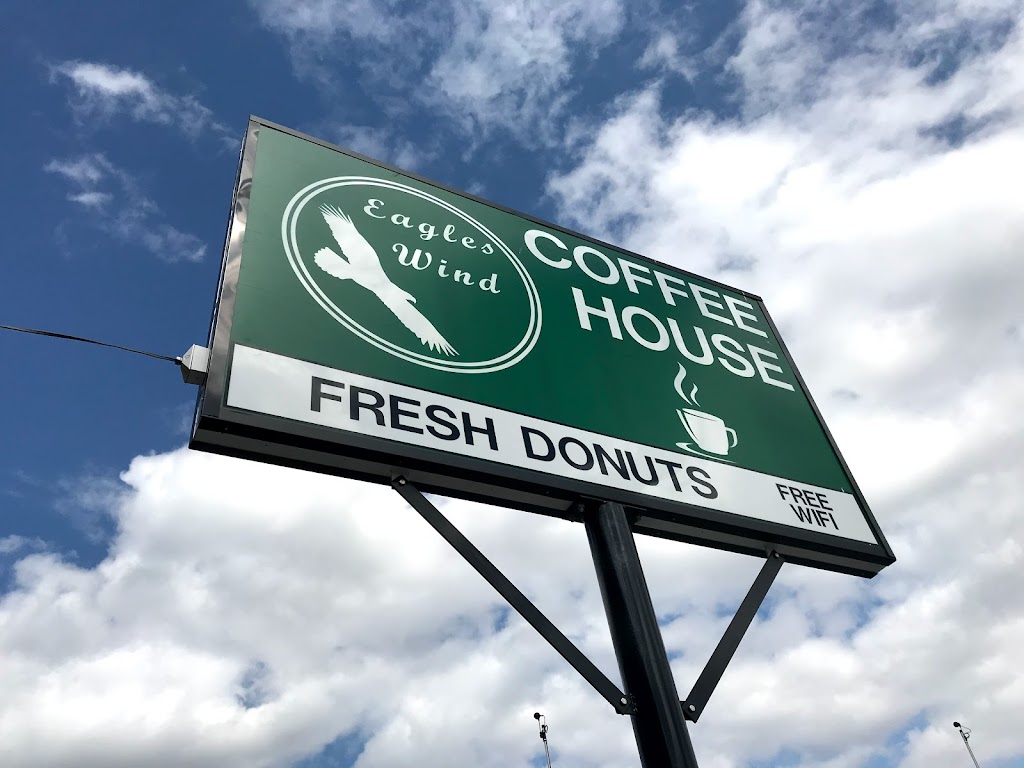 Eagles
Wind
COFFEE
HOUSE
FRESH DONUTS
FREE
WIFI